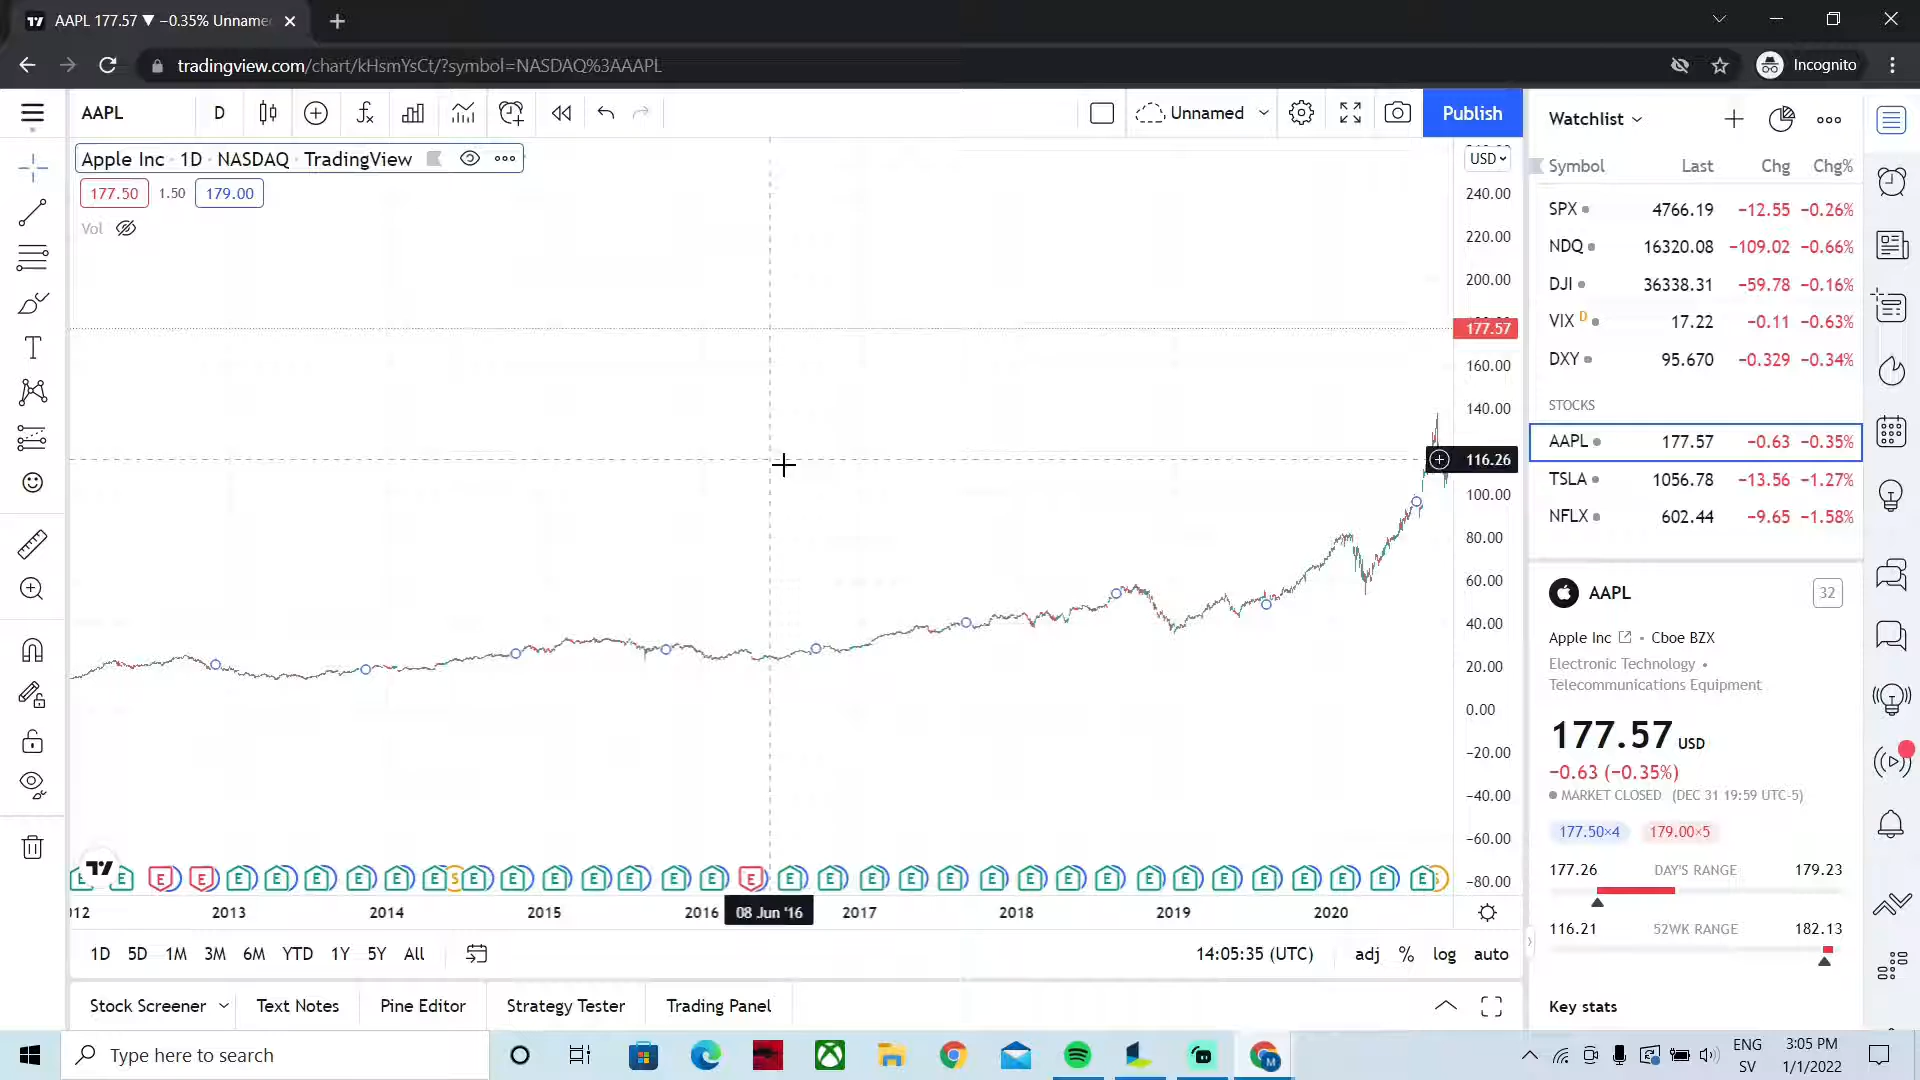 AAPL 177.57 ▼ −0.35% Unname
tradingview.com/chart/kHsmYsCt/?symbol=NASDAQ%3AAAPL
Incognito
AAPL
D
Unnamed
Publish
Apple Inc · 1D · NASDAQ · TradingView
177.50 1.50 179.00
Vol
USD
240.00
220.00
200.00
177.57
160.00
140.00
116.26
100.00
80.00
60.00
40.00
20.00
0.00
−20.00
−40.00
−60.00
−80.00
2013 2014 2015 2016 08 Jun '16 2017 2018 2019 2020
1D 5D 1M 3M 6M YTD 1Y 5Y All
14:05:35 (UTC) adj % log auto
Stock Screener Text Notes Pine Editor Strategy Tester Trading Panel
Watchlist
Symbol Last Chg Chg%
SPX 4766.19 −12.55 −0.26%
NDQ 16320.08 −109.02 −0.66%
DJI 36338.31 −59.78 −0.16%
VIX D 17.22 −0.11 −0.63%
DXY 95.670 −0.329 −0.34%
STOCKS
AAPL 177.57 −0.63 −0.35%
TSLA 1056.78 −13.56 −1.27%
NFLX 602.44 −9.65 −1.58%
AAPL 32
Apple Inc • Cboe BZX
Electronic Technology •
Telecommunications Equipment
177.57 USD
−0.63 (−0.35%)
MARKET CLOSED (DEC 31 19:59 UTC-5)
177.50×4 179.00×5
177.26 DAY'S RANGE 179.23
116.21 52WK RANGE 182.13
Key stats
Type here to search
ENG
SV
3:05 PM
1/1/2022